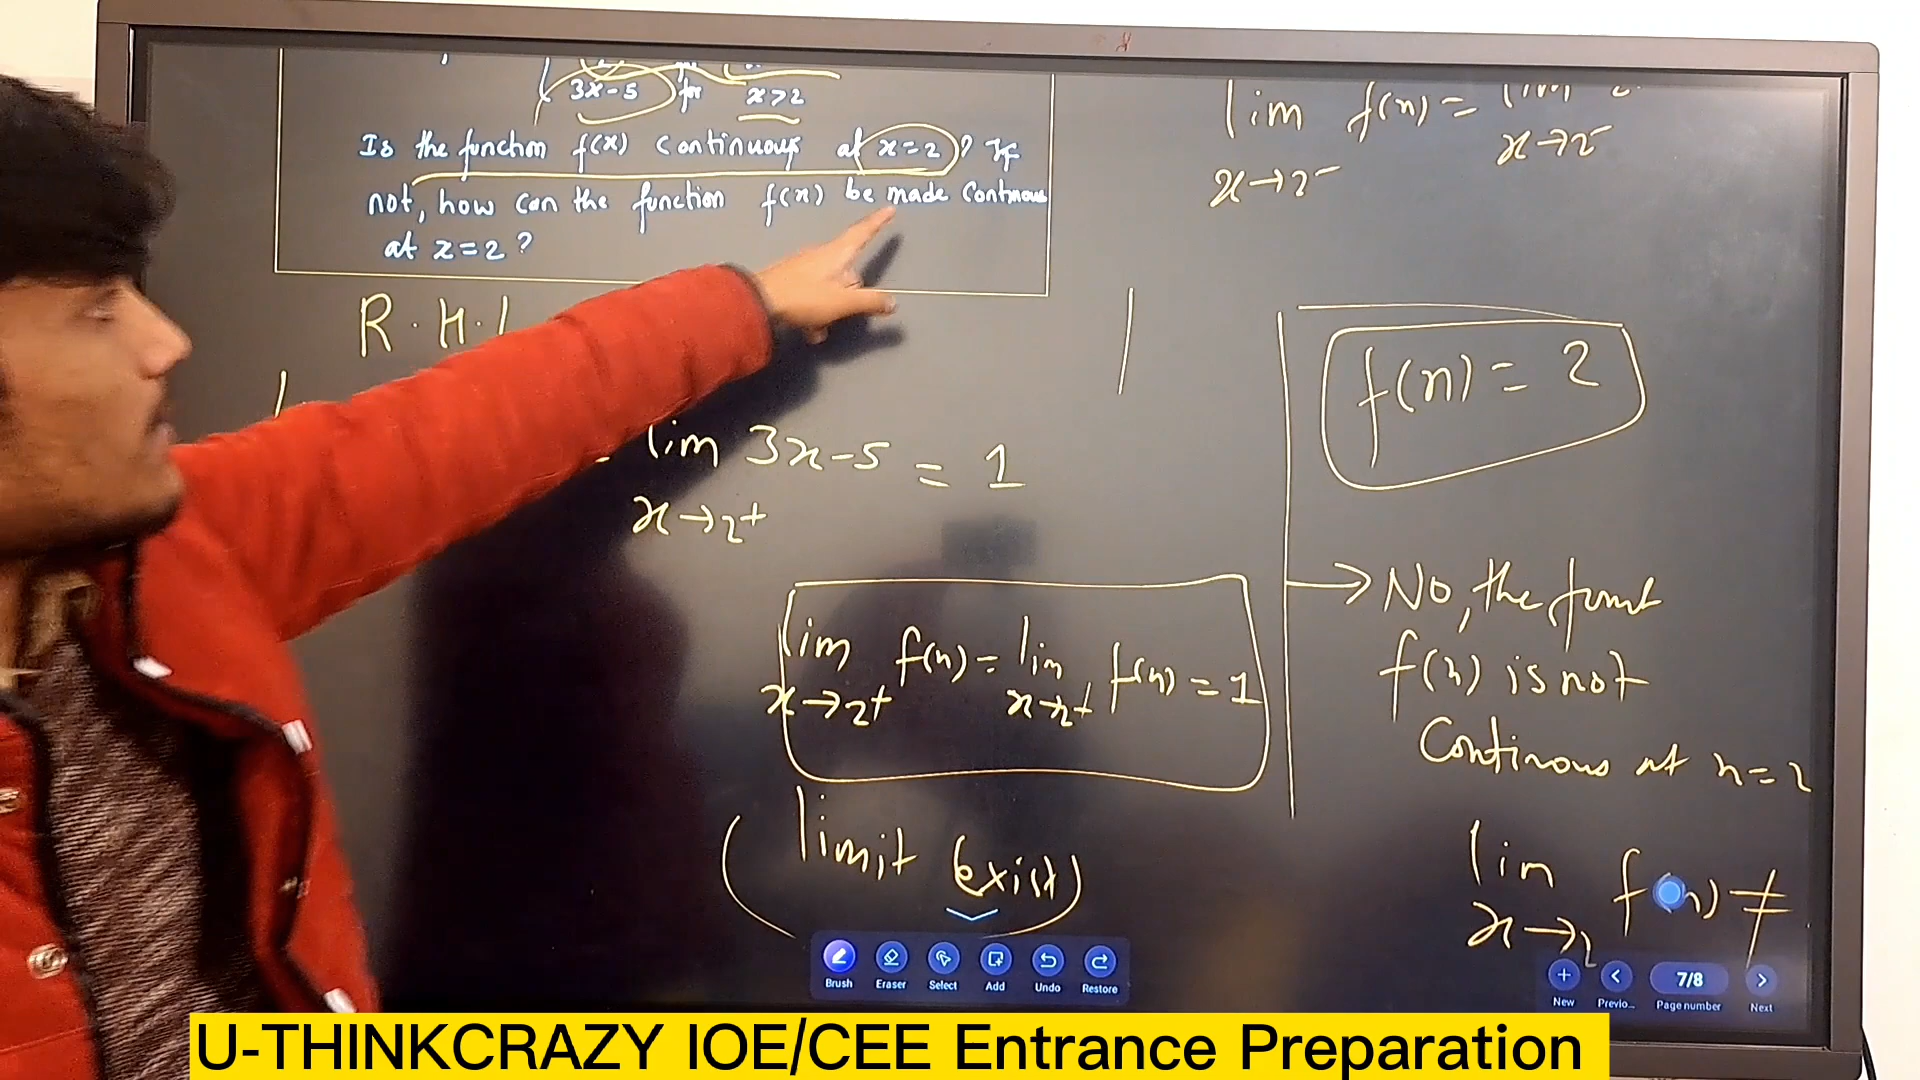 3x-5 for x>2
Is the function f(x) continuous at x=2? If
not, how can the function f(x) be made continous
at x=2?
lim f(x) = lim
x→2⁻ x→2⁻
R.H.L
lim 3x-5 = 1
x→2⁺
f(x) = 2
lim f(x) = lim f(x) = 1
x→2⁺ x→2⁺
(limit exist)
→ No, the funct
f(x) is not
Continous at x=2
lim f(x) ≠
x→2
Brush Eraser Select Add Undo Restore
New Previo... 7/8 Page number Next
U-THINKCRAZY IOE/CEE Entrance Preparation